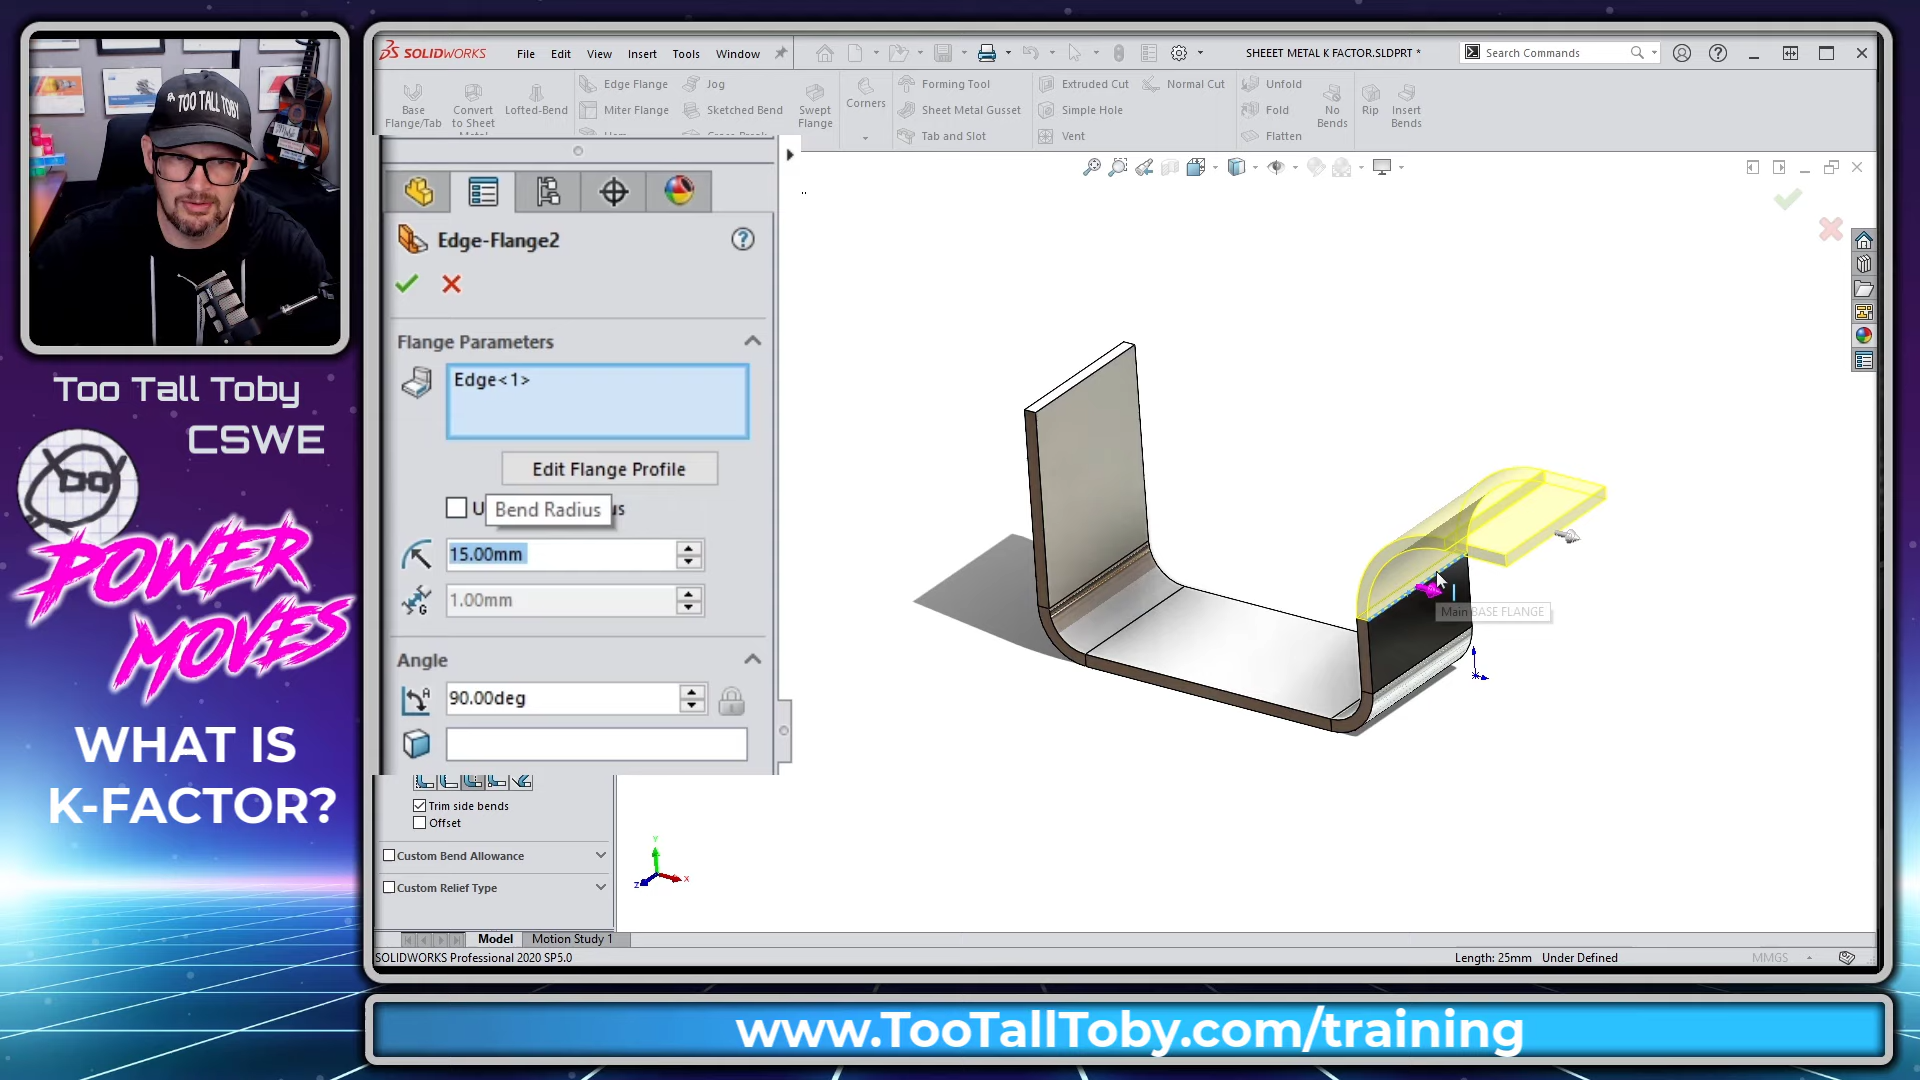 TOO TALL TOBY
Too Tall Toby
CSWE
POWER
MOVES
WHAT IS
K-FACTOR?
SOLIDWORKS
File Edit View Insert Tools Window
SHEEET METAL K FACTOR.SLDPRT *
Search Commands
Base
Flange/Tab
Convert
to Sheet
Lofted-Bend
Edge Flange
Miter Flange
Jog
Sketched Bend
Swept
Flange
Corners
Forming Tool
Sheet Metal Gusset
Tab and Slot
Extruded Cut
Simple Hole
Vent
Normal Cut
Unfold
Fold
Flatten
No
Bends
Rip
Insert
Bends
Edge-Flange2
Flange Parameters
Edge<1>
Edit Flange Profile
U
Bend Radius
15.00mm
G
1.00mm
Angle
A
90.00deg
Trim side bends
Offset
Custom Bend Allowance
Custom Relief Type
Main BASE FLANGE
Y
Z X
Model Motion Study 1
SOLIDWORKS Professional 2020 SP5.0
Length: 25mm Under Defined MMGS
www.TooTallToby.com/training